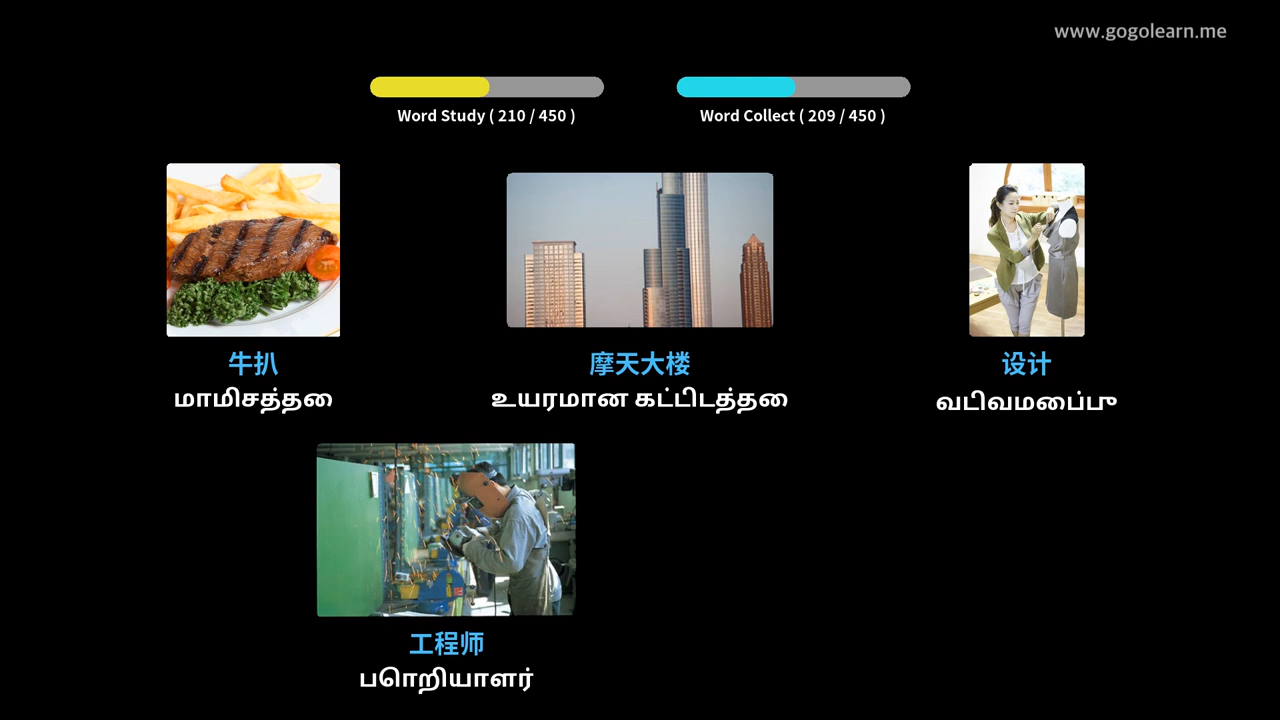 www.gogolearn.me
Word Study ( 210 / 450 )
Word Collect ( 209 / 450 )
牛扒
மாமிசத்தை
摩天大楼
உயரமான கட்டிடத்தை
设计
வடிவமைப்பு
工程师
பொறியாளர்